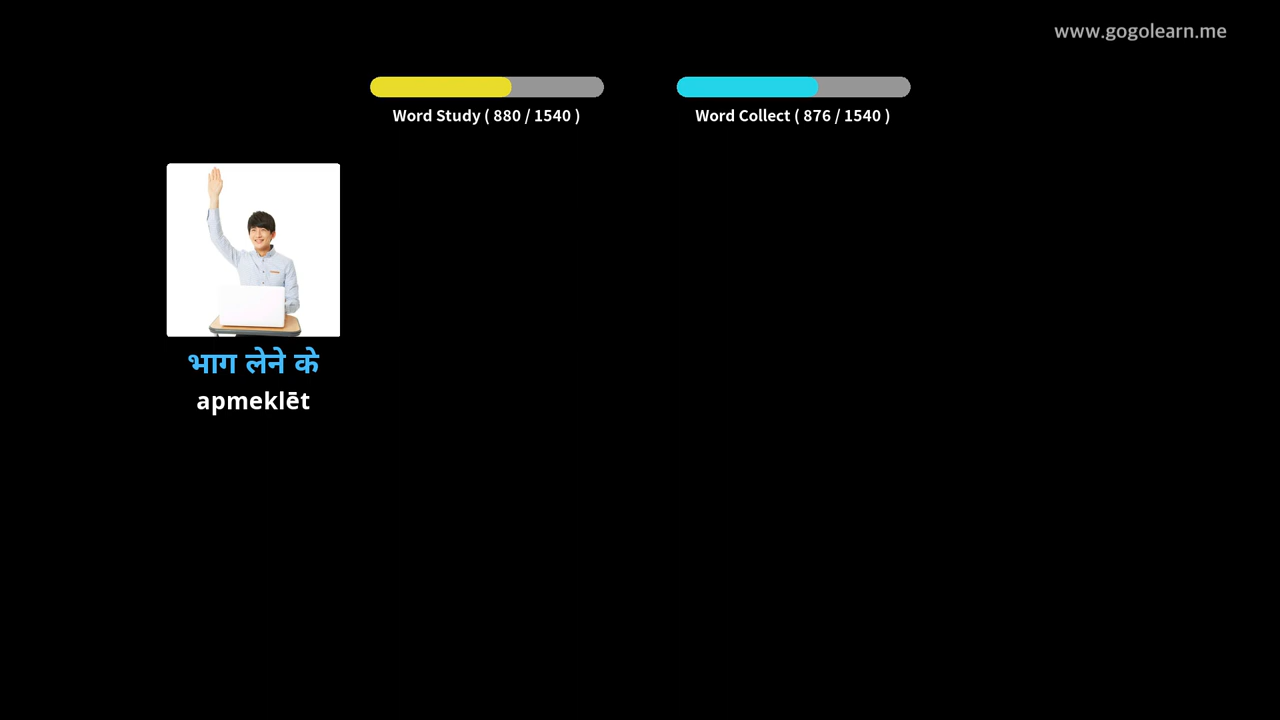 www.gogolearn.me
Word Study ( 880 / 1540 )
Word Collect ( 876 / 1540 )
भाग लेने के
apmeklēt